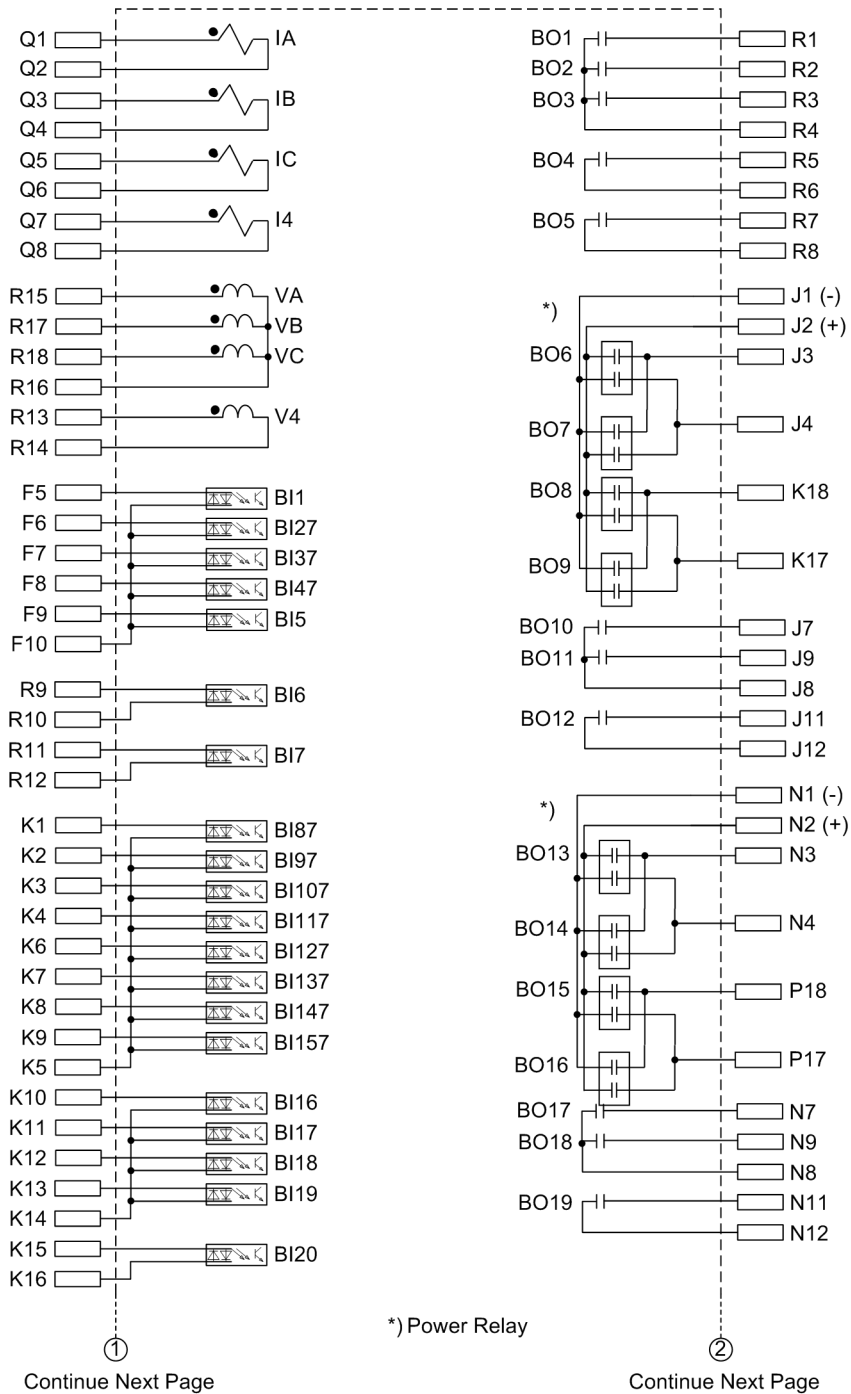 Q1 IA BO1 R1
Q2 BO2 R2
Q3 IB BO3 R3
Q4 R4
Q5 IC BO4 R5
Q6 R6
Q7 I4 BO5 R7
Q8 R8
R15 VA *) J1 (-)
R17 VB J2 (+)
R18 VC BO6 J3
R16
R13 V4 BO7 J4
R14
F5 BI1 BO8 K18
F6 BI27
F7 BI37 BO9 K17
F8 BI47
F9 BI5 BO10 J7
F10 BO11 J9
R9 BI6 J8
R10 BO12 J11
R11 BI7 J12
R12
*) N1 (-)
K1 BI87 N2 (+)
K2 BI97 BO13 N3
K3 BI107
K4 BI117 BO14 N4
K6 BI127
K7 BI137 BO15 P18
K8 BI147
K9 BI157 BO16 P17
K5
K10 BI16 BO17 N7
K11 BI17 BO18 N9
K12 BI18 N8
K13 BI19 BO19 N11
K14 N12
K15 BI20
K16
*) Power Relay
1 2
Continue Next Page Continue Next Page